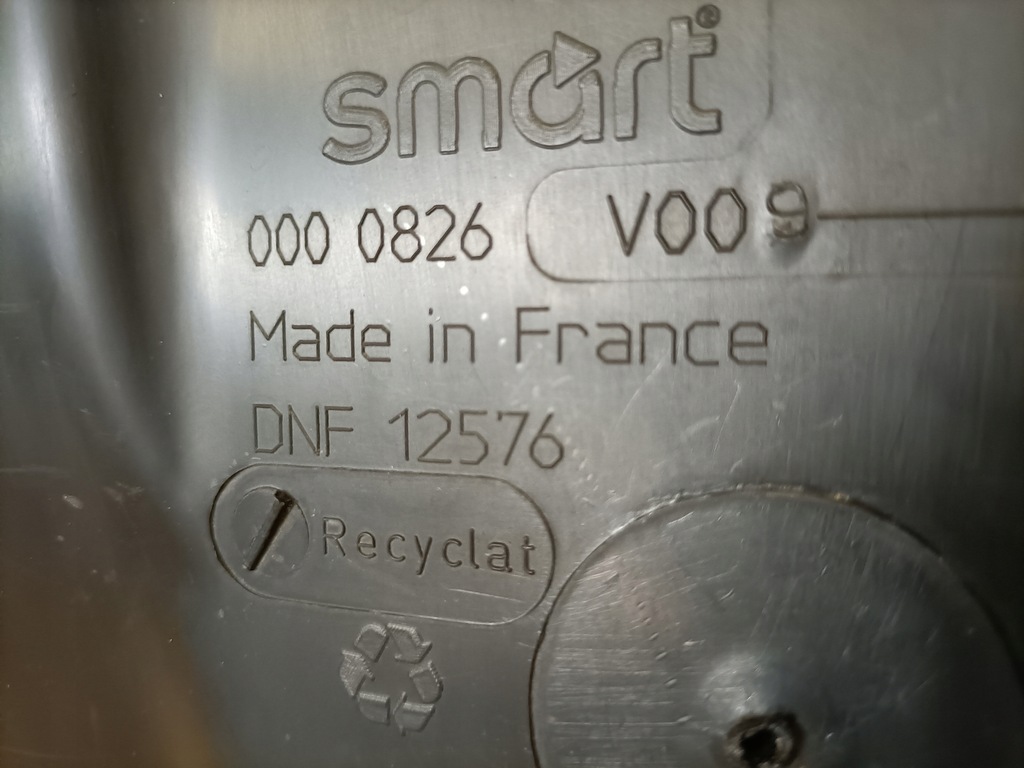 smart®
000 0826 V009
Made in France
DNF 12576
Recyclat